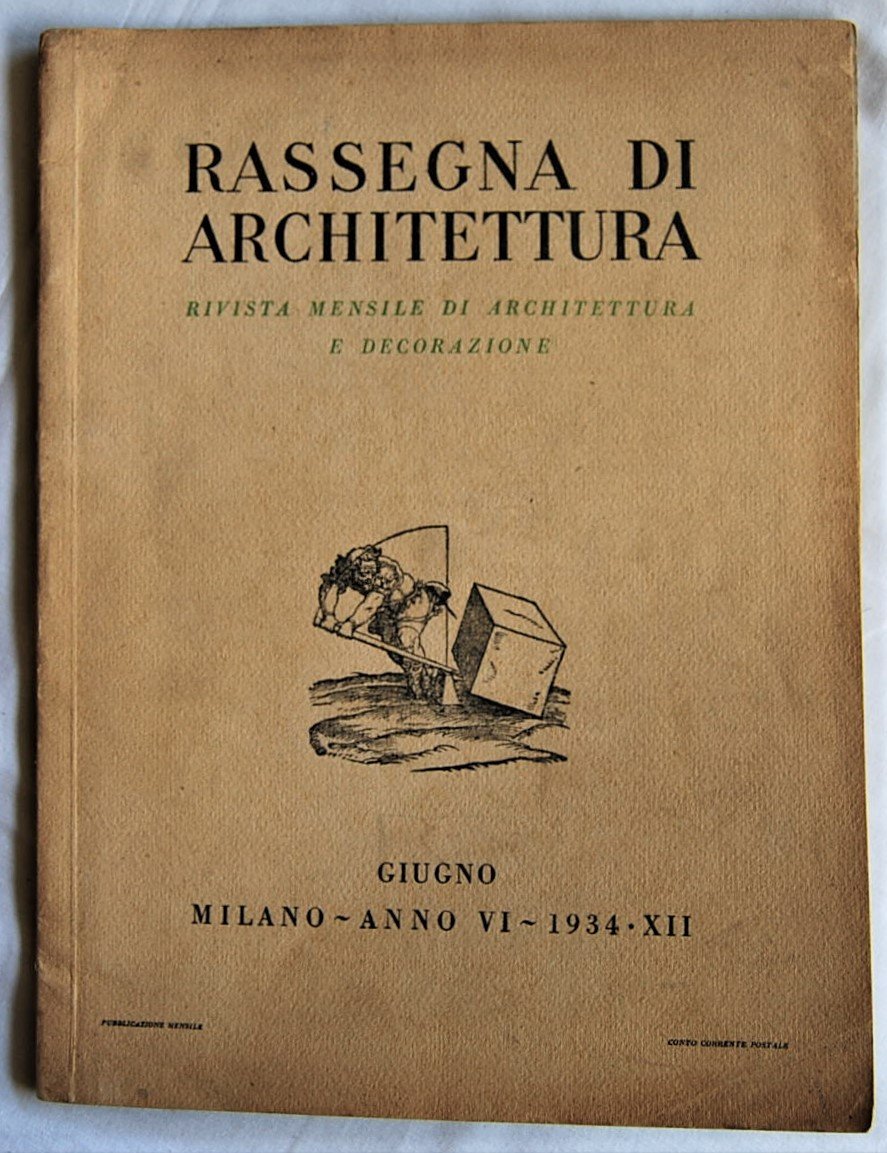 RASSEGNA DI
ARCHITETTURA
RIVISTA MENSILE DI ARCHITETTURA
E DECORAZIONE
GIUGNO
MILANO ~ ANNO VI ~ 1934 · XII
PUBBLICAZIONE MENSILE
CONTO CORRENTE POSTALE